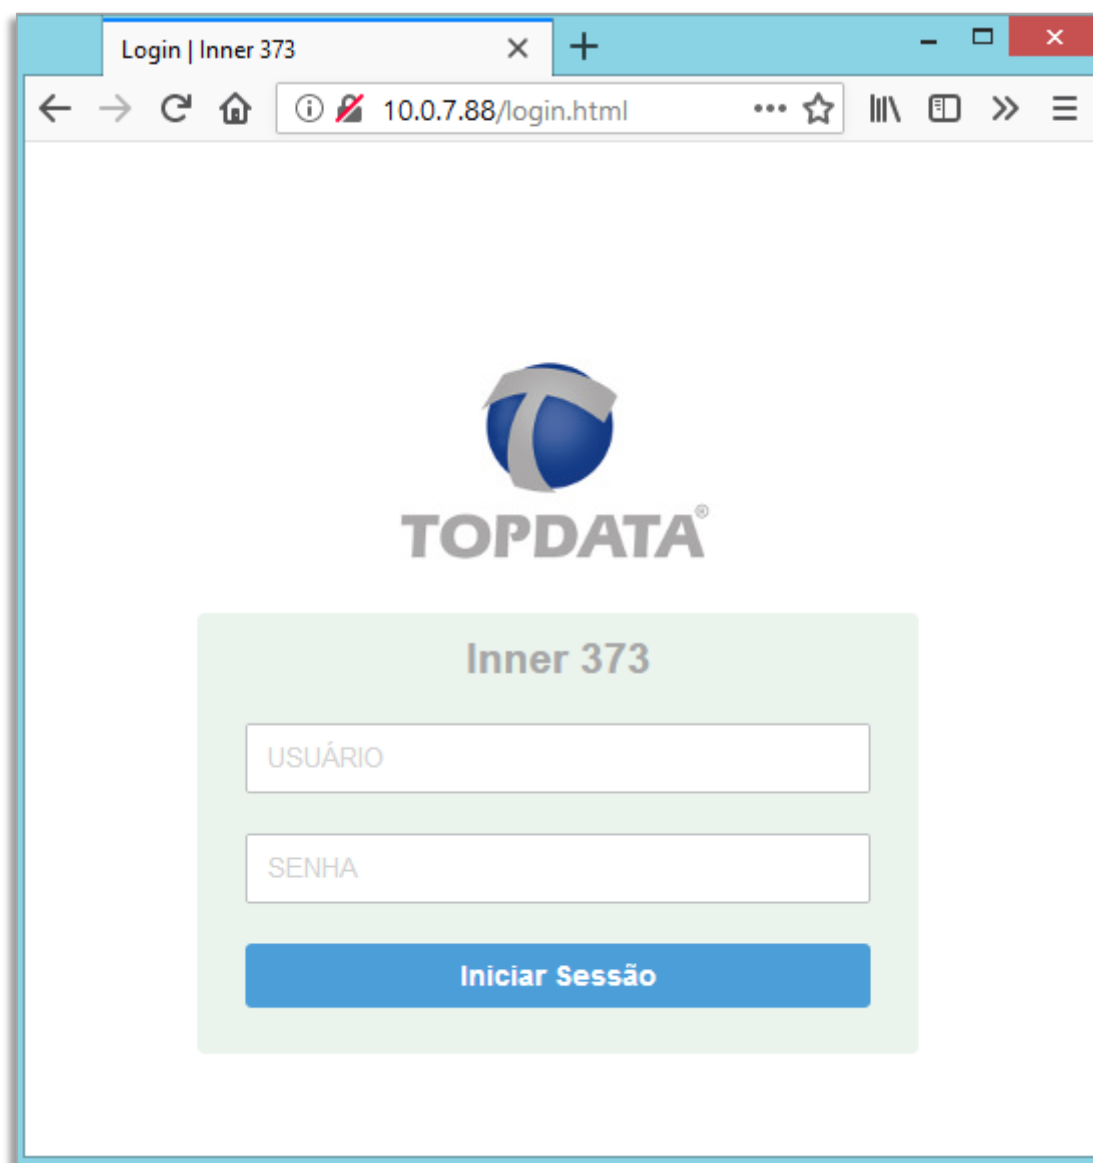 Login | Inner 373
10.0.7.88/login.html
TOPDATA®
Inner 373
USUÁRIO
SENHA
Iniciar Sessão